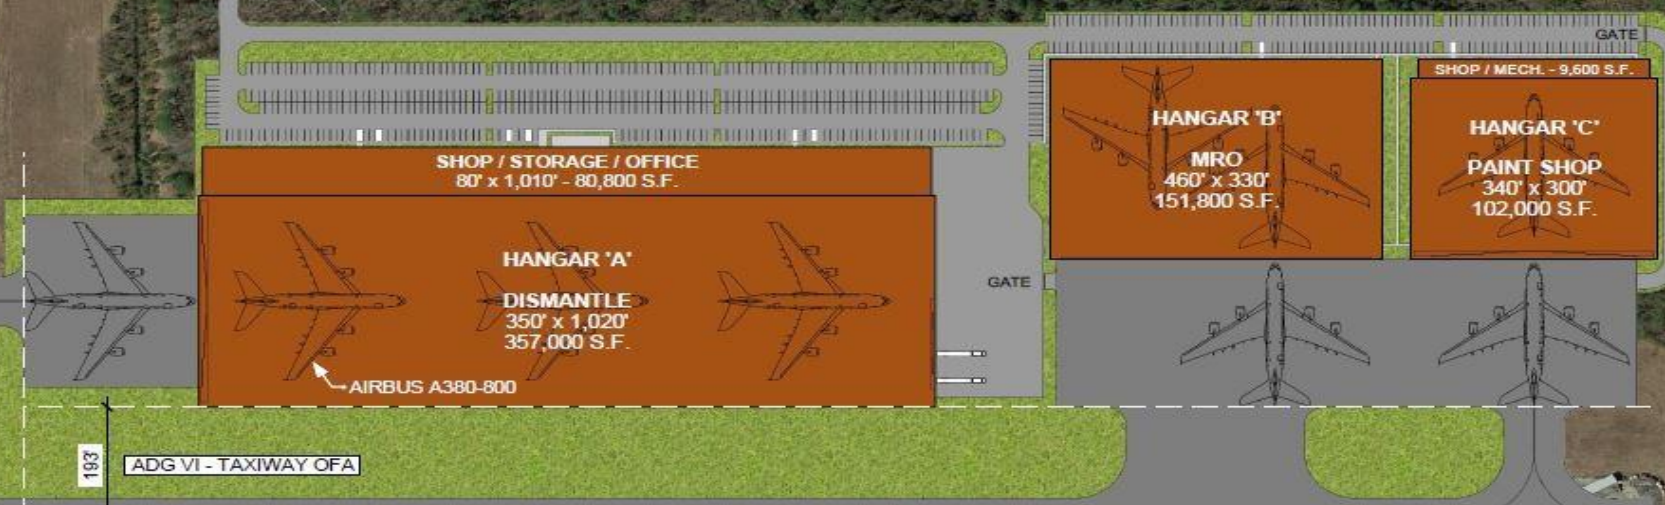 GATE
SHOP / MECH. - 9,600 S.F.
HANGAR 'B'
MRO
460' x 330'
151,800 S.F.
HANGAR 'C'
PAINT SHOP
340' x 300'
102,000 S.F.
SHOP / STORAGE / OFFICE
80' x 1,010' - 80,800 S.F.
HANGAR 'A'
DISMANTLE
350' x 1,020'
357,000 S.F.
GATE
AIRBUS A380-800
193'
ADG VI - TAXIWAY OFA